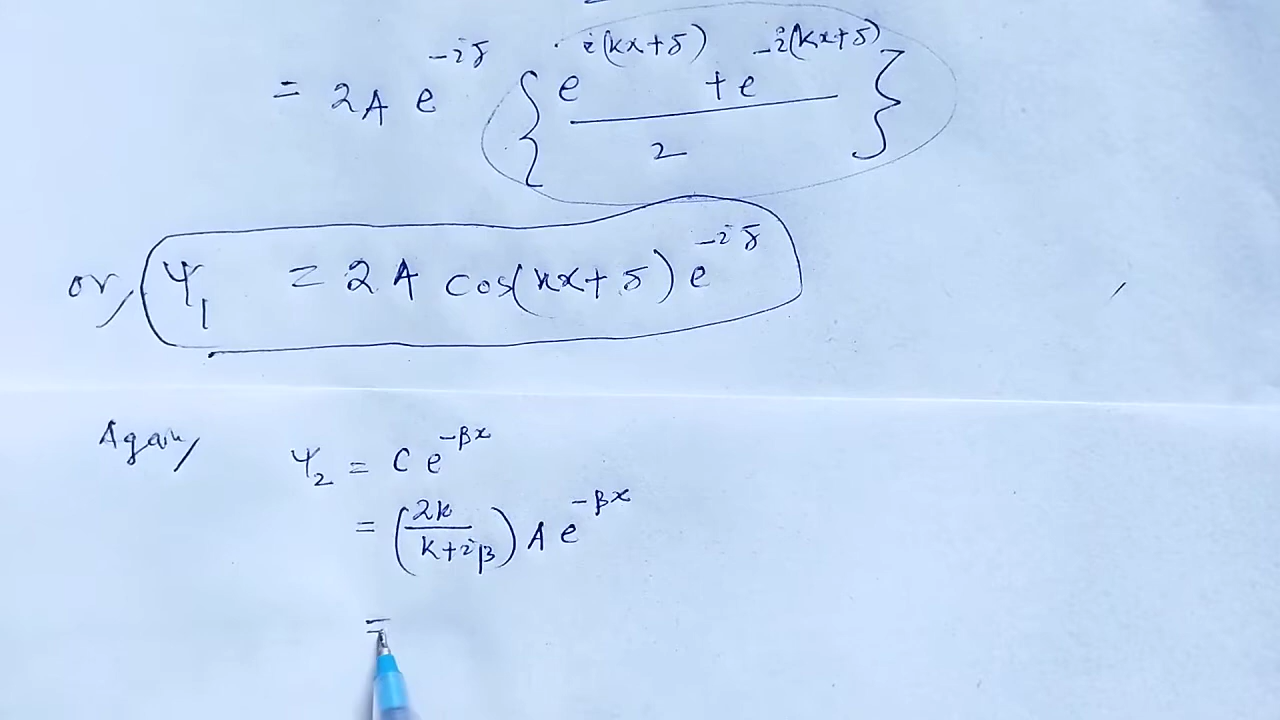 = 2A e^{-iδ} { (e^{i(kx+δ)} + e^{-i(kx+δ)}) / 2 }
or, ψ₁ = 2A cos(kx+δ) e^{-iδ}
Again, ψ₂ = C e^{-βx}
= (2k / (k+iβ)) A e^{-βx}
=